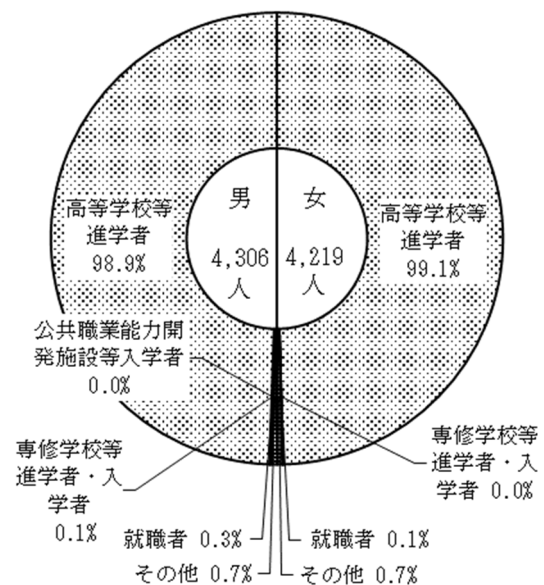 男
女
4,306
人
4,219
人
高等学校等
進学者
98.9%
高等学校等
進学者
99.1%
公共職業能力開
発施設等入学者
0.0%
専修学校等
進学者・入
学者
0.1%
専修学校等
進学者・入
学者 0.0%
就職者 0.3%
就職者 0.1%
その他 0.7%
その他 0.7%